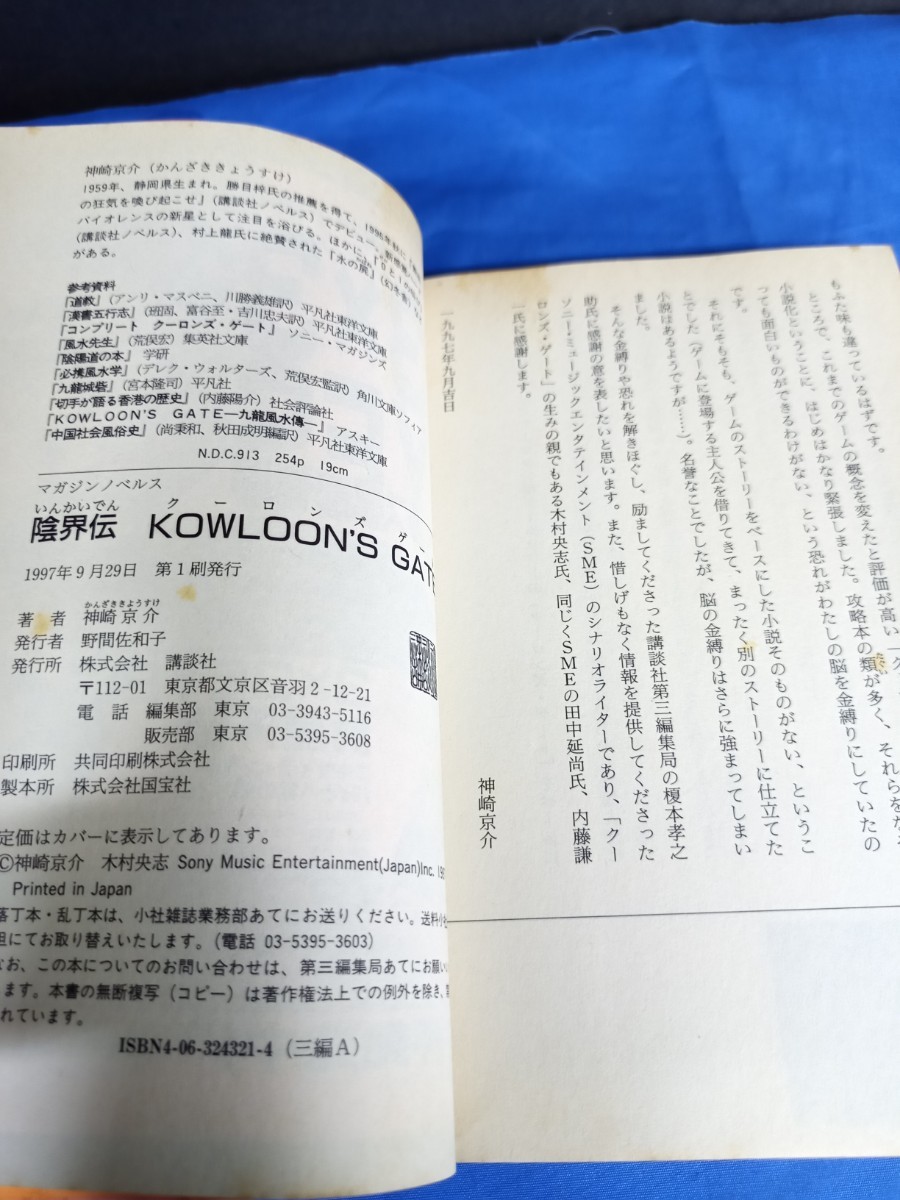 神崎京介（かんざききょうすけ）
1959年、静岡県生まれ。勝目梓氏の推薦を得て、
の狂気を喚び起こせ』（講談社ノベルス）でデビュー。
バイオレンスの新星として注目を浴びる。ほかに、
（講談社ノベルス）、村上龍氏に絶賛された『水の屍』
がある。
参考資料
『道教』（アンリ・マスペニ、川勝義雄訳）平凡社東洋文庫
『漢書五行志』（班固、冨谷至・吉川忠夫訳）平凡社東洋文庫
『コンプリート クーロンズ・ゲート』 ソニー・マガジンズ
『風水先生』（荒俣宏）集英社文庫
『陰陽道の本』 学研
『必携風水学』（デレク・ウォルターズ、荒俣宏監訳）角川文庫ソフィア
『九龍城砦』（宮本隆司）平凡社
『切手が語る香港の歴史』（内藤陽介）社会評論社
『KOWLOON'S GATE―九龍風水傳―』 アスキー
『中国社会風俗史』（尚秉和、秋田成明編訳）平凡社東洋文庫
N.D.C.913 254p 19cm
マガジンノベルス
いんかいでん クーロンズ ゲー
陰界伝 KOWLOON'S GATE
1997年9月29日 第1刷発行
かんざききょうすけ
著 者 神崎京介
発行者 野間佐和子
発行所 株式会社 講談社
〒112-01 東京都文京区音羽2-12-21
電 話 編集部 東京 03-3943-5116
販売部 東京 03-5395-3608
印刷所 共同印刷株式会社
製本所 株式会社国宝社
定価はカバーに表示してあります。
©神崎京介 木村央志 Sony Music Entertainment(Japan)Inc. 19
Printed in Japan
落丁本・乱丁本は、小社雑誌業務部あてにお送りください。送料小社
担にてお取り替えいたします。（電話 03-5395-3603）
なお、この本についてのお問い合わせは、第三編集局あてにお願い
ます。本書の無断複写（コピー）は著作権法上での例外を除き、
れています。
ISBN4-06-324321-4（三編A）
もふた味も違っているはずです。
ところで、これまでのゲームの概念を変えたと評価が高い「ク
小説化ということに、はじめはかなり緊張しました。攻略本の類が多く、それらをな
っても面白いものができるわけがない、という恐れがわたしの脳を金縛りにしていたの
です。
それにそもそも、ゲームのストーリーをベースにした小説そのものがない、というこ
とでした（ゲームに登場する主人公を借りてきて、まったく別のストーリーに仕立てた
小説はあるようですが……）。名誉なことでしたが、脳の金縛りはさらに強まってしまい
ました。
そんな金縛りや恐れを解きほぐし、励ましてくださった講談社第三編集局の榎本孝之
助氏に感謝の意を表したいと思います。また、惜しげもなく情報を提供してくださった
ソニー・ミュージックエンタテインメント（SME）のシナリオライターであり、「クー
ロンズ・ゲート」の生みの親でもある木村央志氏、同じくSMEの田中延尚氏、内藤謙
一氏に感謝します。
一九九七年九月吉日
神崎京介